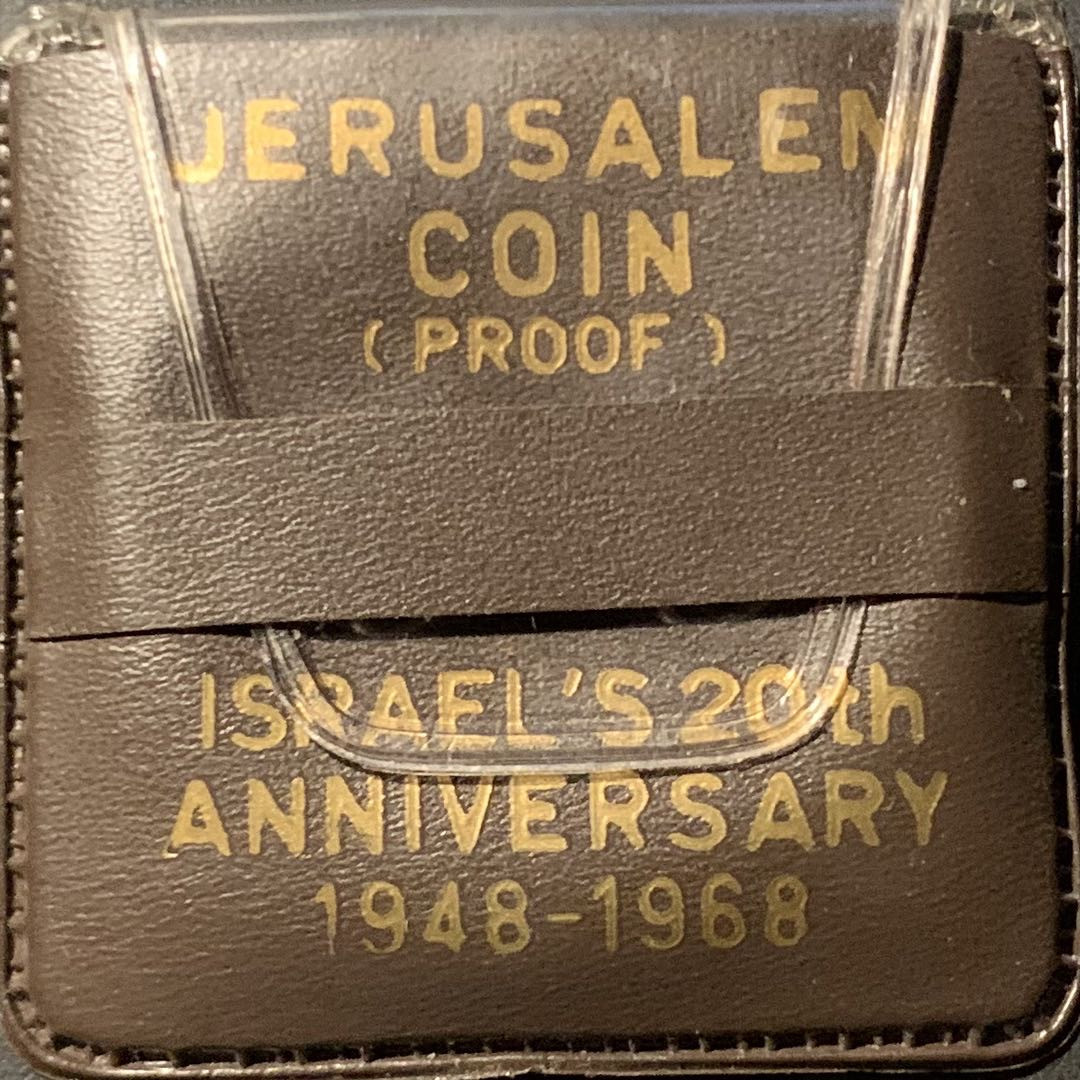 JERUSALEM
COIN
( PROOF )
ISRAEL'S 20th
ANNIVERSARY
1948-1968